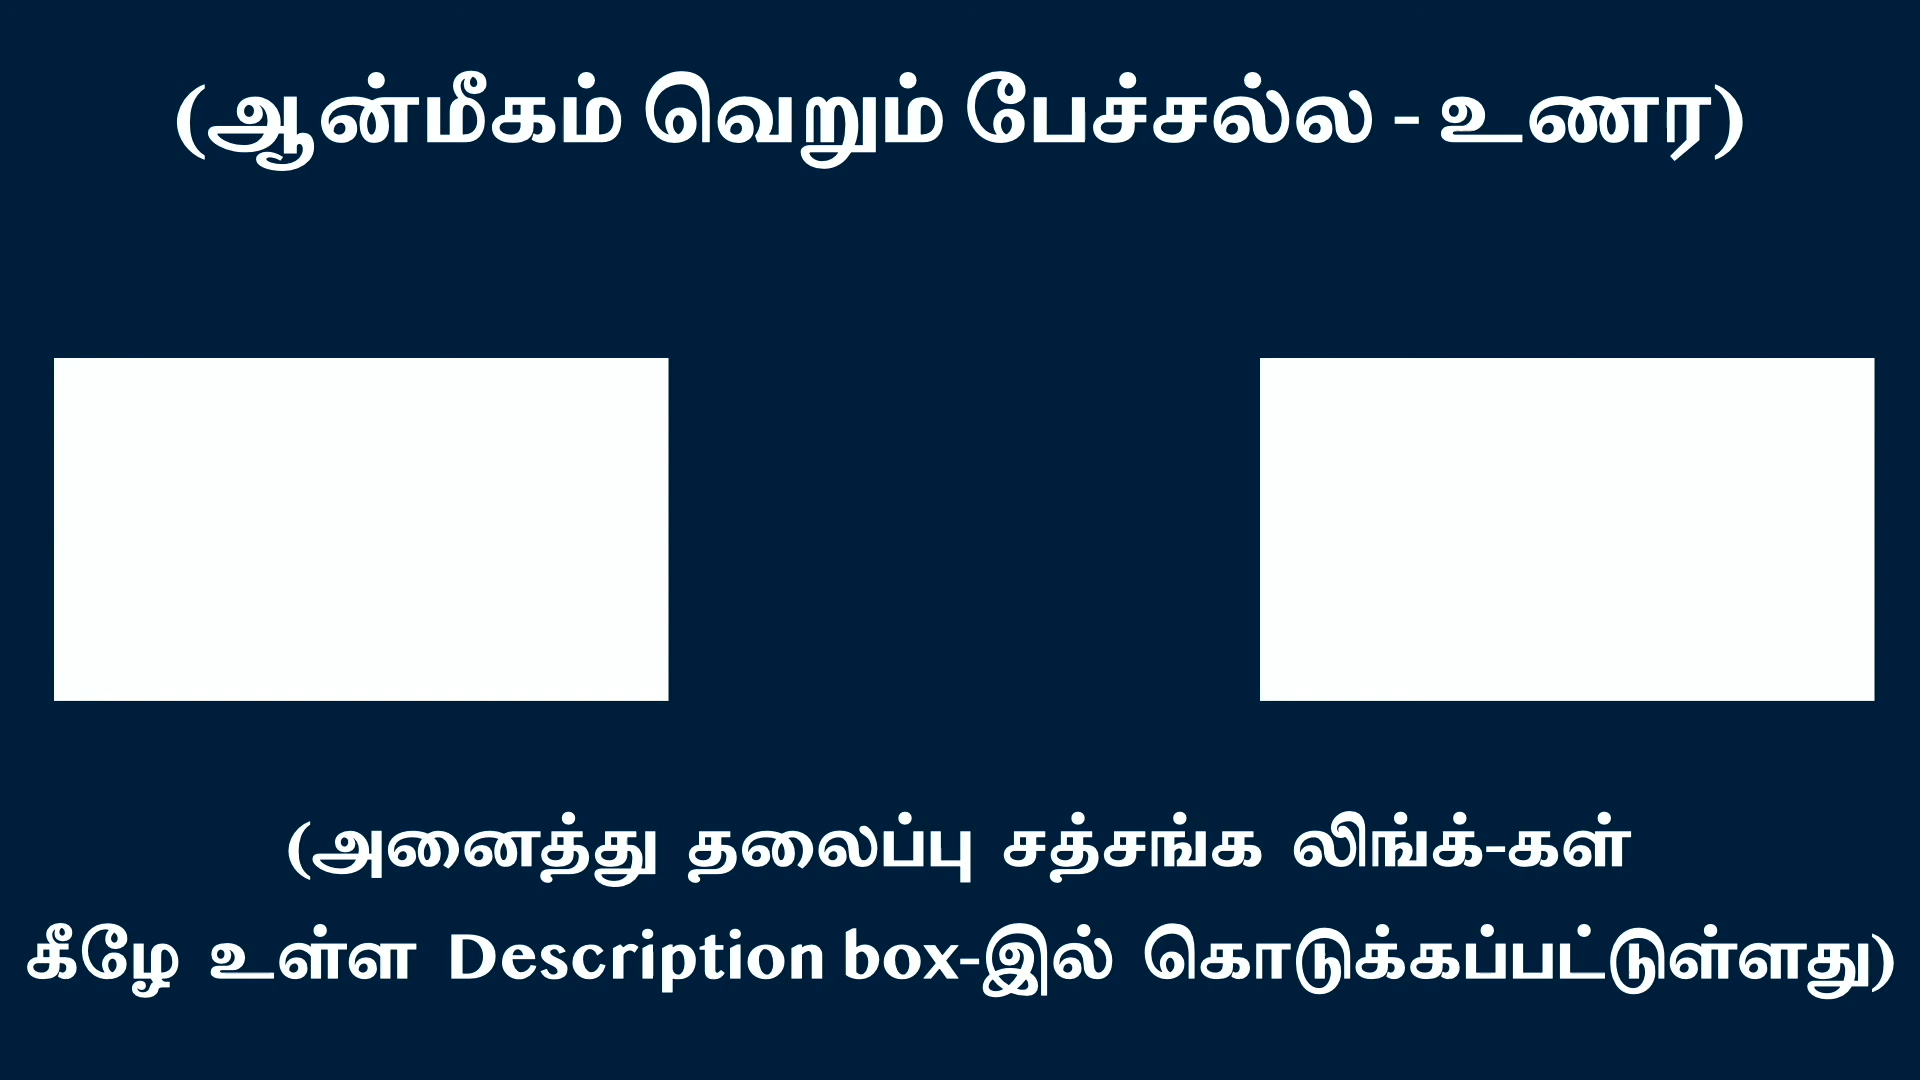 (ஆன்மீகம் வெறும் பேச்சல்ல - உணர)
(அனைத்து தலைப்பு சத்சங்க லிங்க்-கள்
கீழே உள்ள Description box-இல் கொடுக்கப்பட்டுள்ளது)